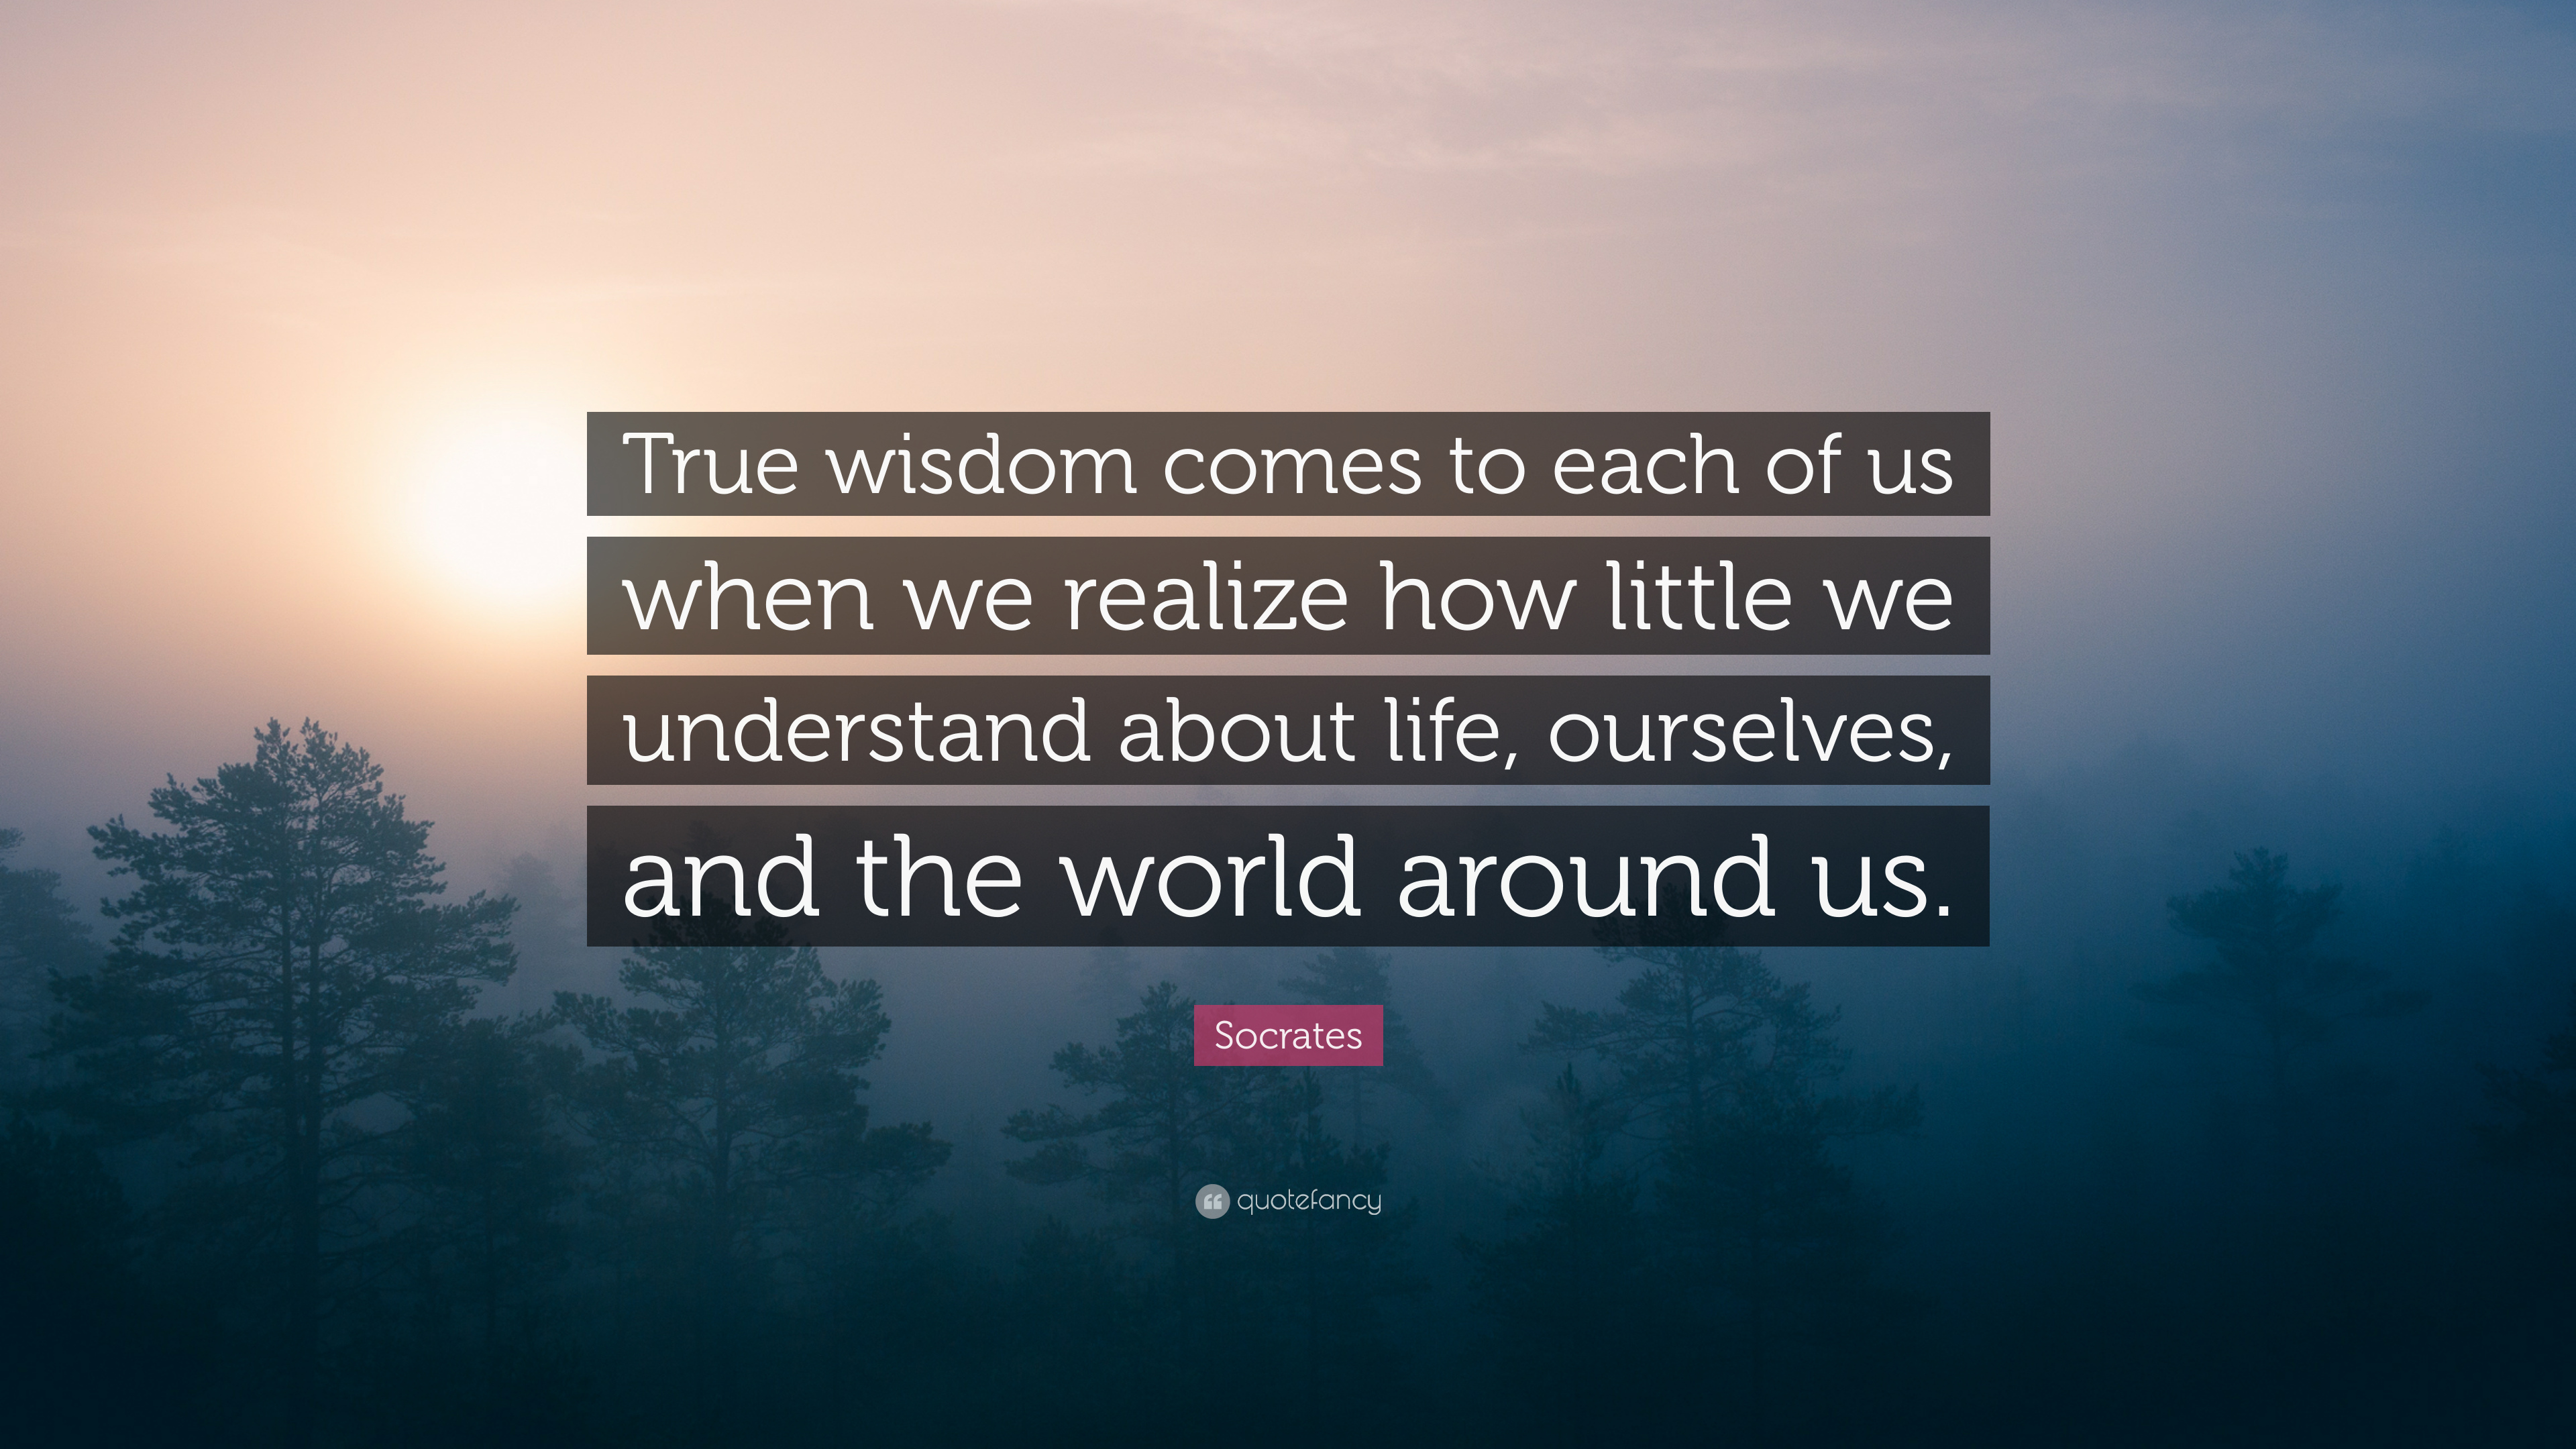 True wisdom comes to each of us
when we realize how little we
understand about life, ourselves,
and the world around us.
Socrates
quotefancy